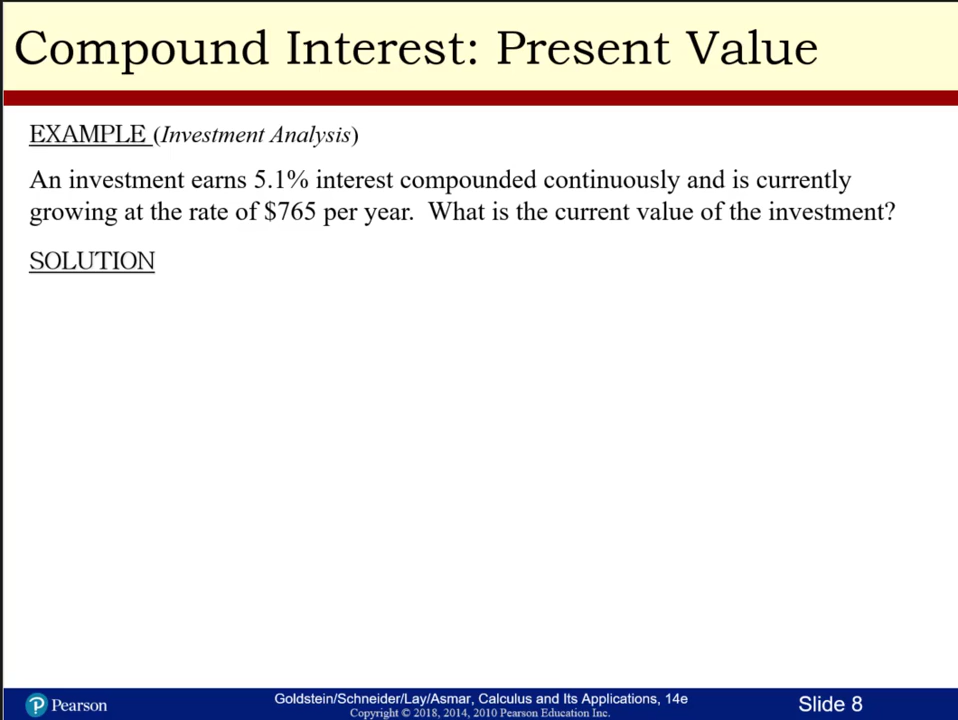 Compound Interest: Present Value
EXAMPLE (Investment Analysis)
An investment earns 5.1% interest compounded continuously and is currently
growing at the rate of $765 per year.  What is the current value of the investment?
SOLUTION
Pearson
Goldstein/Schneider/Lay/Asmar, Calculus and Its Applications, 14e
Copyright © 2018, 2014, 2010 Pearson Education Inc.
Slide 8